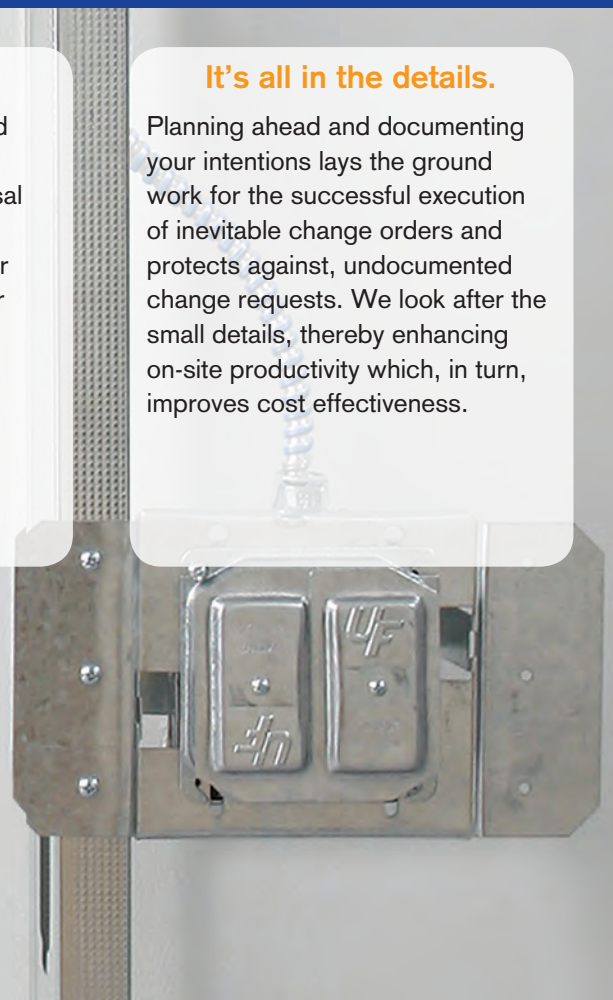 It's all in the details.
Planning ahead and documenting
your intentions lays the ground
work for the successful execution
of inevitable change orders and
protects against, undocumented
change requests. We look after the
small details, thereby enhancing
on-site productivity which, in turn,
improves cost effectiveness.
UF
UF